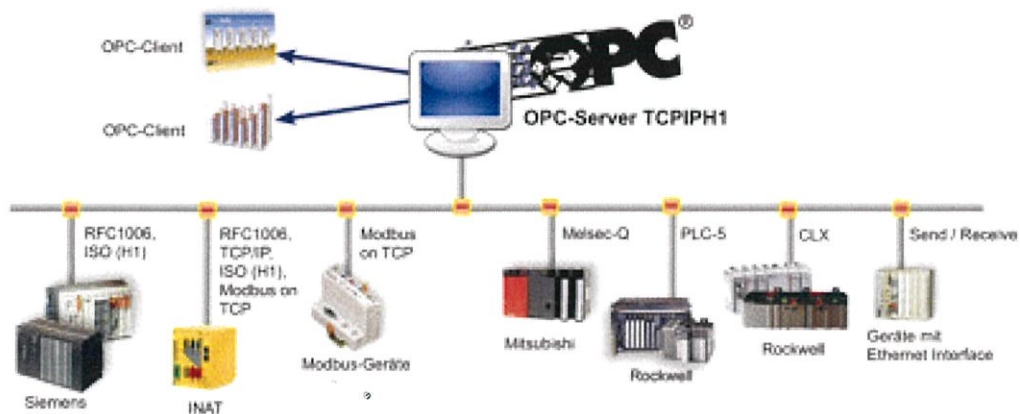 OPC®
OPC-Client
OPC-Server TCPIPH1
OPC-Client
RFC1006,
ISO (H1)
RFC1006,
TCP/IP,
ISO (H1),
Modbus on
TCP
Modbus
on TCP
Melsec-Q
PLC-5
CLX
Send / Receive
Siemens
INAT
Modbus-Geräte
Mitsubishi
Rockwell
Rockwell
Geräte mit
Ethernet Interface